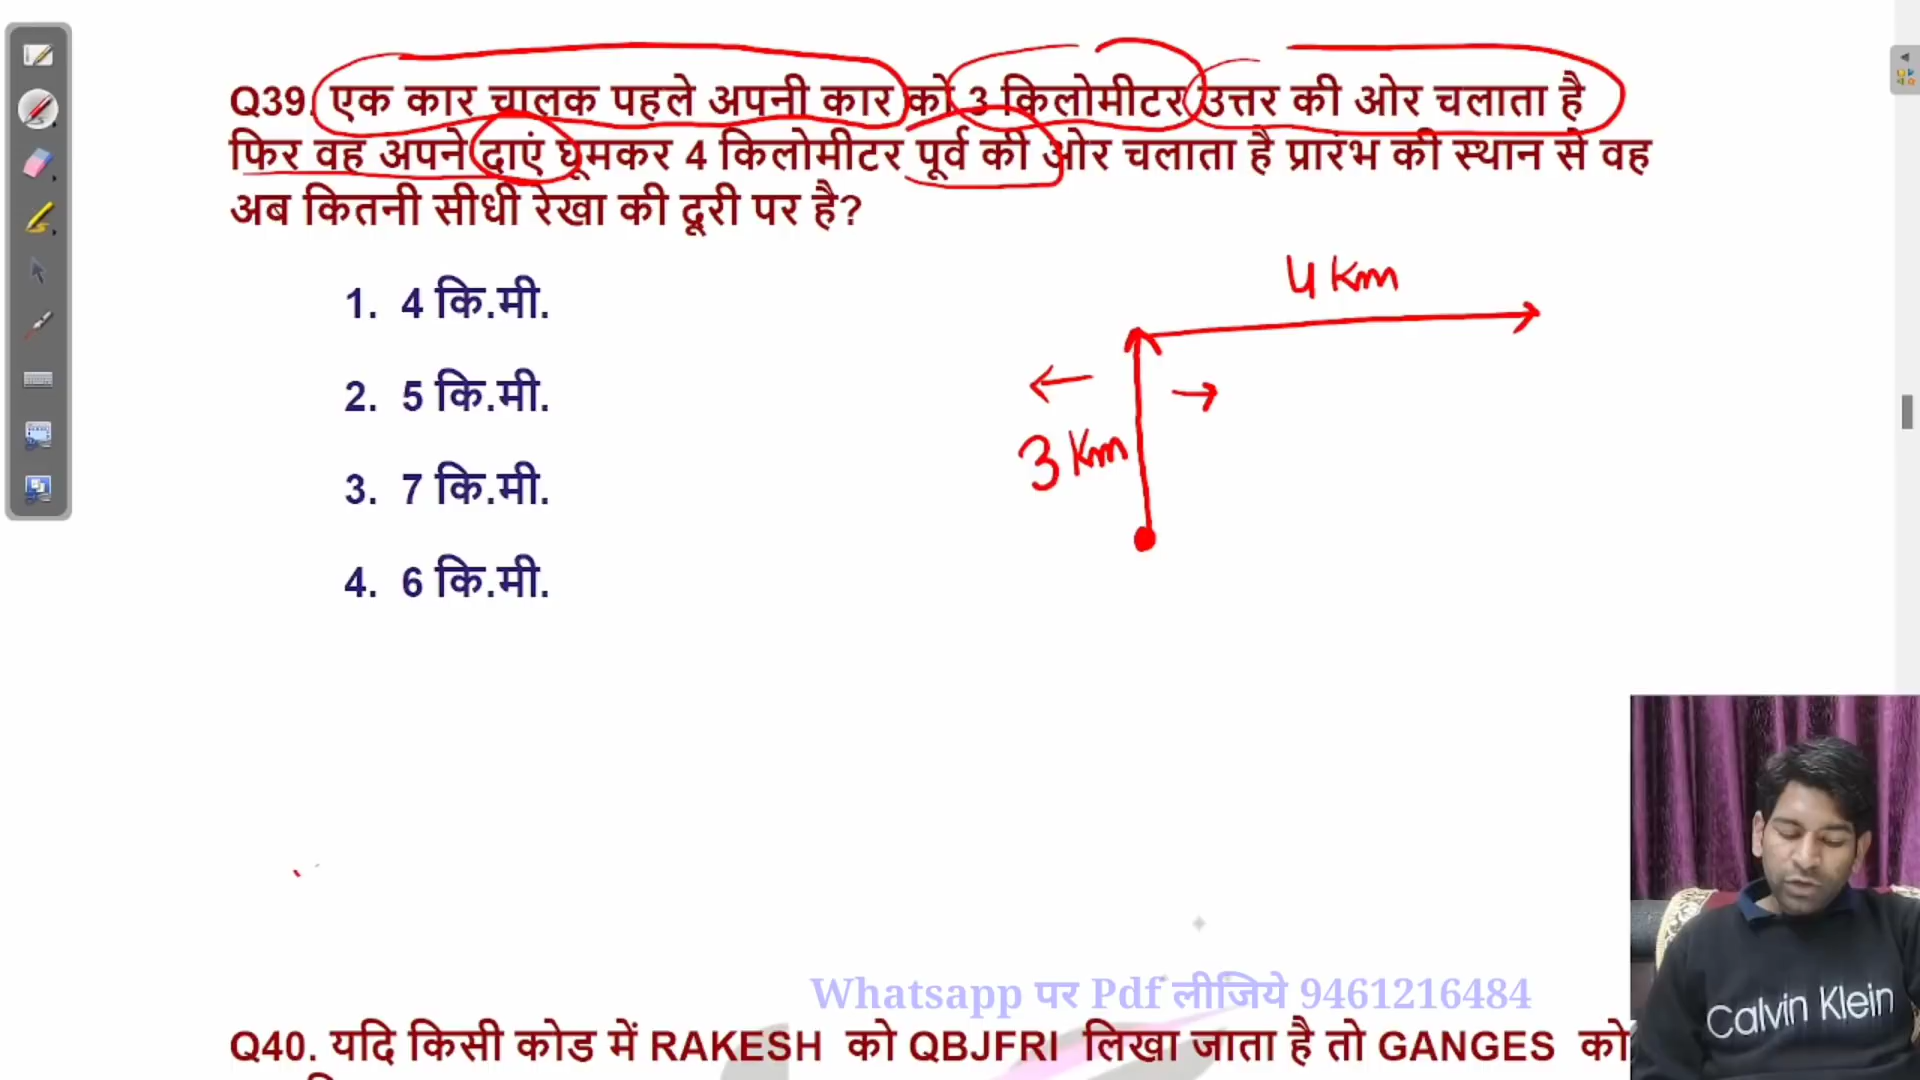 Q39. एक कार चालक पहले अपनी कार को 3 किलोमीटर उत्तर की ओर चलाता है
फिर वह अपने दाएं घूमकर 4 किलोमीटर पूर्व की ओर चलाता है प्रारंभ की स्थान से वह
अब कितनी सीधी रेखा की दूरी पर है?
1. 4 कि.मी.
2. 5 कि.मी.
3. 7 कि.मी.
4. 6 कि.मी.
4 Km
3 Km
Whatsapp पर Pdf लीजिये 9461216484
Calvin Klein
Q40. यदि किसी कोड में RAKESH को QBJFRI लिखा जाता है तो GANGES को